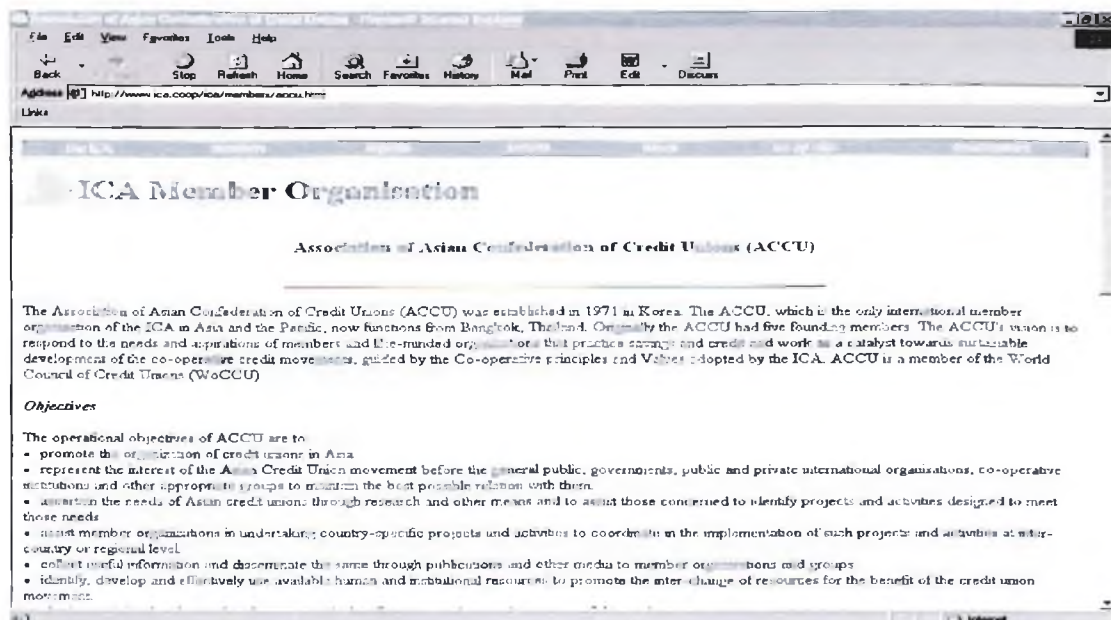 File Edit View Favorites Tools Help
Back Stop Refresh Home Search Favorites History Mail Print Edit Discuss
Address http://www.ica.coop/ica/members/accu.html
Links
ICA Member Organisation
Association of Asian Confederation of Credit Unions (ACCU)
The Association of Asian Confederation of Credit Unions (ACCU) was established in 1971 in Korea. The ACCU, which is the only international member
organisation of the ICA in Asia and the Pacific, now functions from Bangkok, Thailand. Originally the ACCU had five founding members. The ACCU's vision is to
respond to the needs and aspirations of members and like-minded organisations that practice savings and credit and work as a catalyst towards sustainable
development of the co-operative credit movements, guided by the Co-operative principles and Values adopted by the ICA. ACCU is a member of the World
Council of Credit Unions (WoCCU)
Objectives
The operational objectives of ACCU are to
• promote the organization of credit unions in Asia
• represent the interest of the Asian Credit Union movement before the general public, governments, public and private international organisations, co-operative
institutions and other appropriate groups to maintain the best possible relation with them.
• ascertain the needs of Asian credit unions through research and other means and to assist those concerned to identify projects and activities designed to meet
those needs
• assist member organisations in undertaking country-specific projects and activities to coordinate in the implementation of such projects and activities at inter-
country or regional level
• collect useful information and disseminate the same through publications and other media to member organisations and groups
• identify, develop and effectively use available human and institutional resources to promote the inter-change of resources for the benefit of the credit union
movement.
Internet